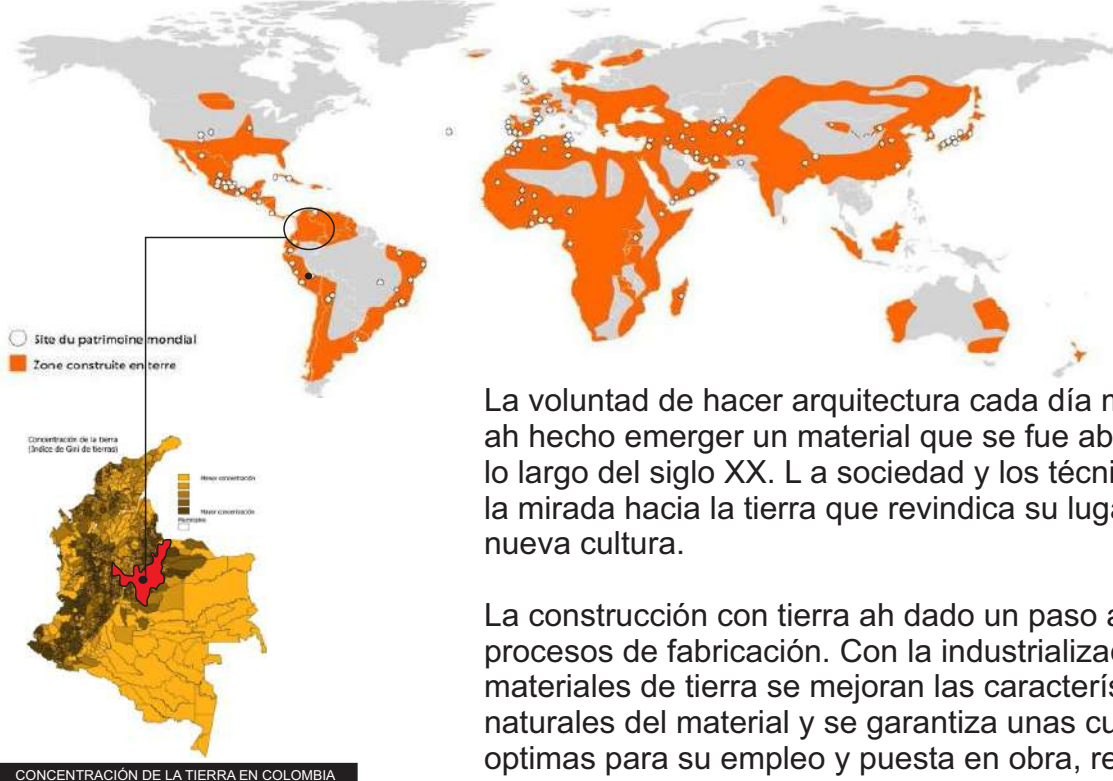 Site du patrimoine mondial
Zone construite en terre
La voluntad de hacer arquitectura cada día m
ah hecho emerger un material que se fue ab
lo largo del siglo XX. L a sociedad y los técni
la mirada hacia la tierra que revindica su luga
nueva cultura.
La construcción con tierra ah dado un paso a
procesos de fabricación. Con la industrializac
materiales de tierra se mejoran las caracterís
naturales del material y se garantiza unas cu
optimas para su empleo y puesta en obra, re
Concentración de la tierra
(Indice de Gini de tierras)
Menor concentración
Mayor concentración
Municipios
CONCENTRACIÓN DE LA TIERRA EN COLOMBIA